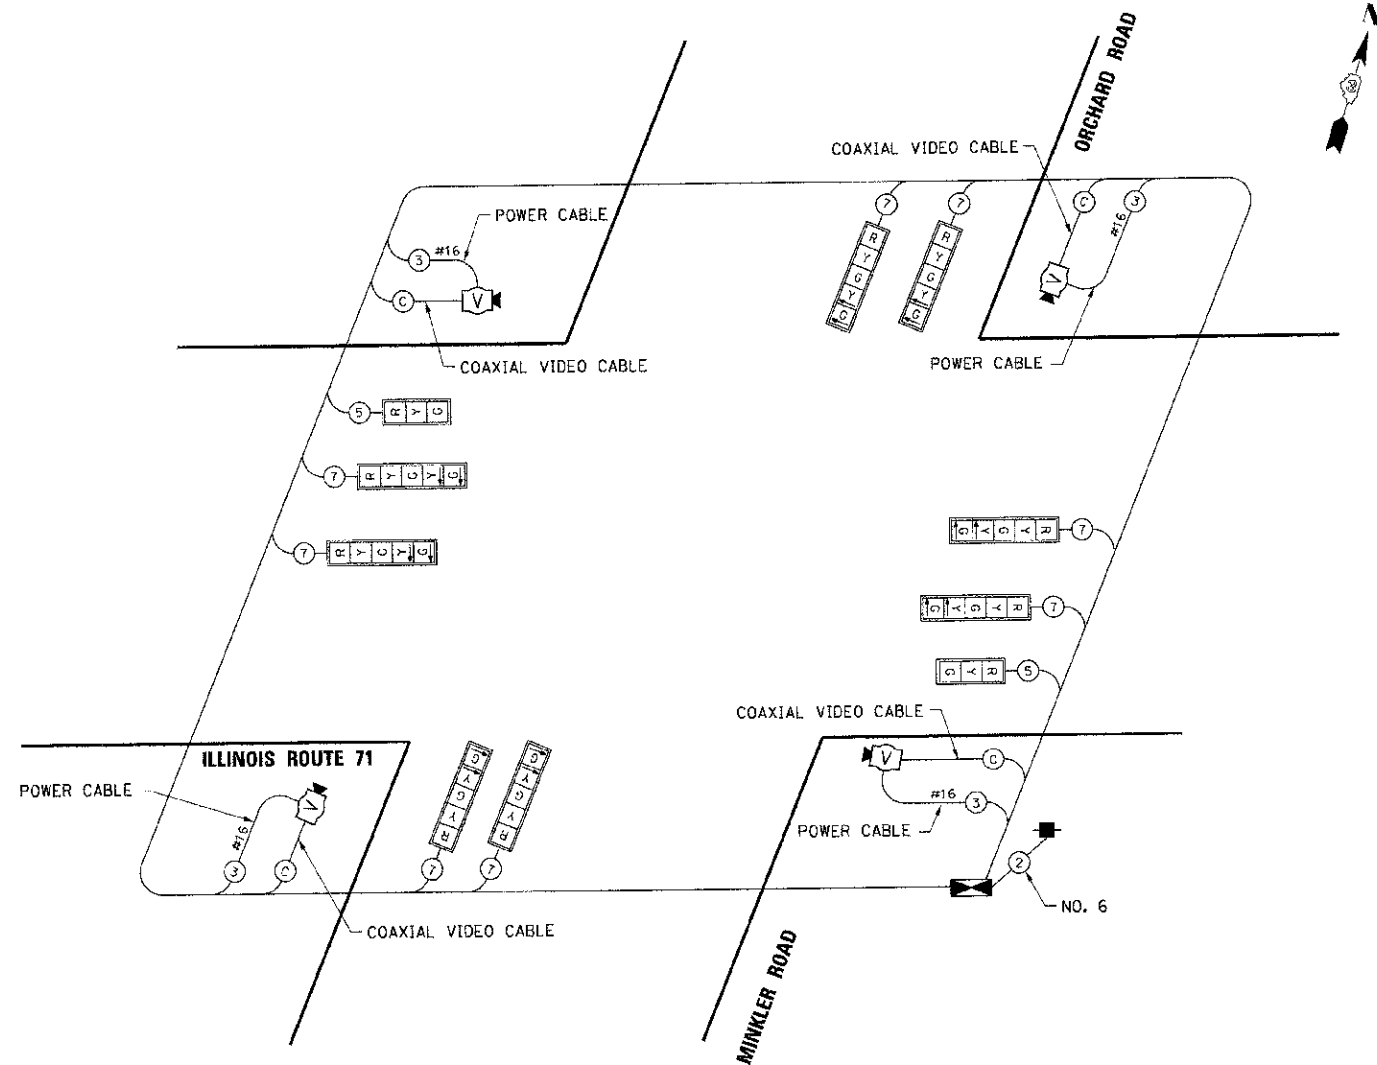 N
ORCHARD ROAD
COAXIAL VIDEO CABLE
7
7
C
3
#16
POWER CABLE
3
#16
C
V
V
R Y G Y G
R Y G Y G
COAXIAL VIDEO CABLE
POWER CABLE
5
R Y G
7
R Y G Y G
7
R Y G Y G
G Y G Y R
7
G Y G Y R
7
G Y R
5
COAXIAL VIDEO CABLE
ILLINOIS ROUTE 71
POWER CABLE
V
#16
3
C
G Y G Y R
G Y G Y R
7
7
V
C
#16
3
POWER CABLE
2
NO. 6
COAXIAL VIDEO CABLE
MINKLER ROAD